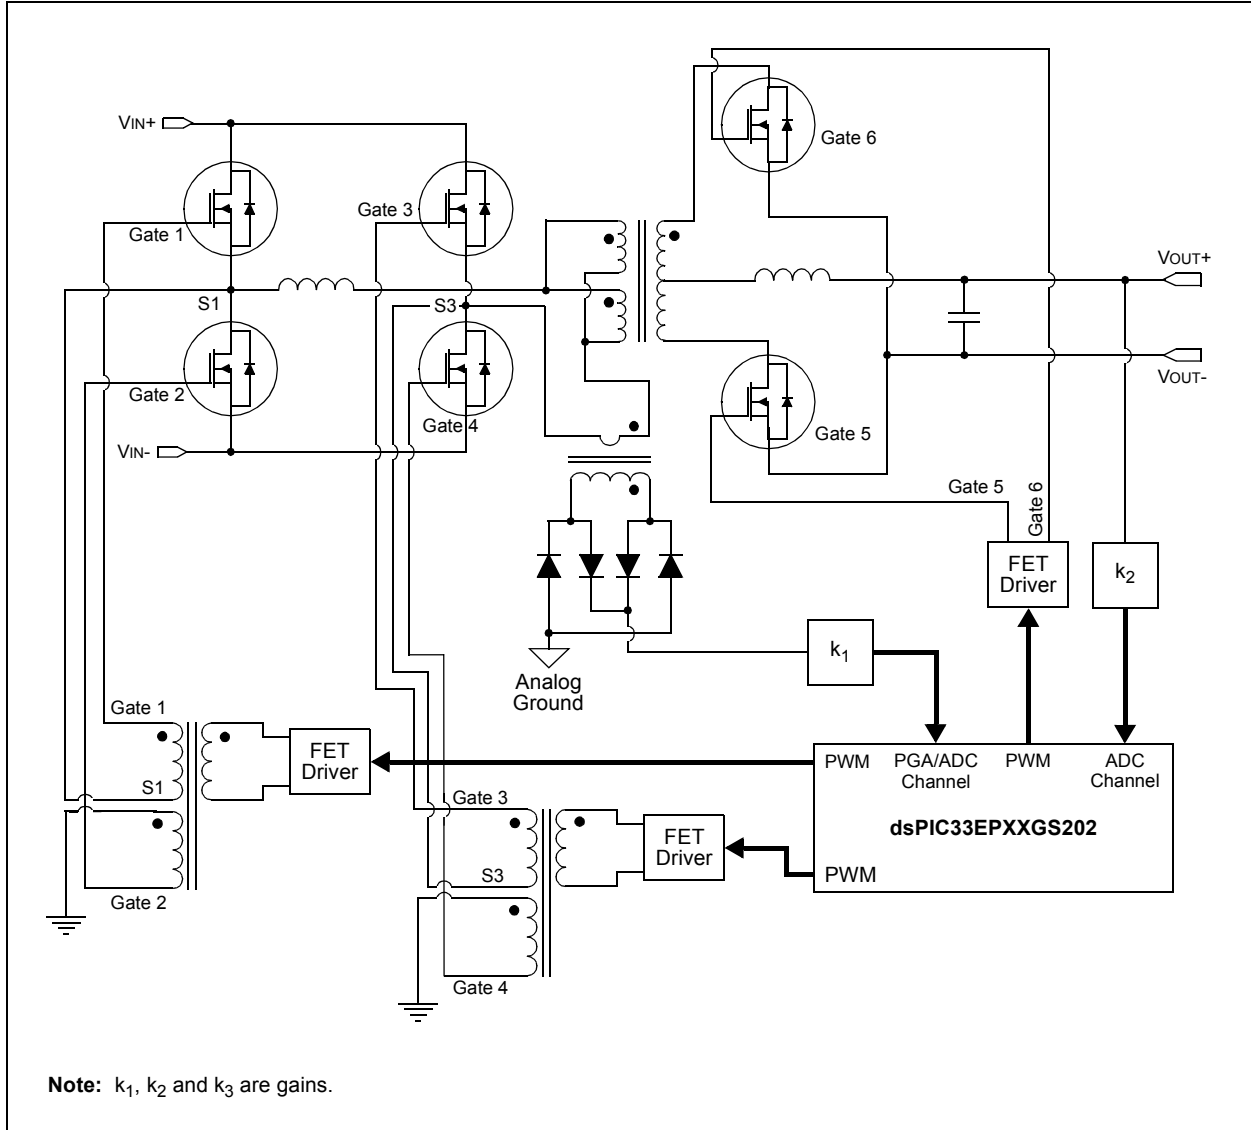 VIN+
Gate 6
Gate 3
Gate 1
VOUT+
S1
S3
VOUT-
Gate 2
Gate 4
Gate 5
VIN-
Gate 5
Gate 6
FET
Driver
k2
k1
Analog
Ground
Gate 1
FET
Driver
S1
Gate 2
PWM
PGA/ADC
Channel
PWM
ADC
Channel
dsPIC33EPXXGS202
PWM
Gate 3
FET
Driver
S3
Gate 4
Note: k1, k2 and k3 are gains.